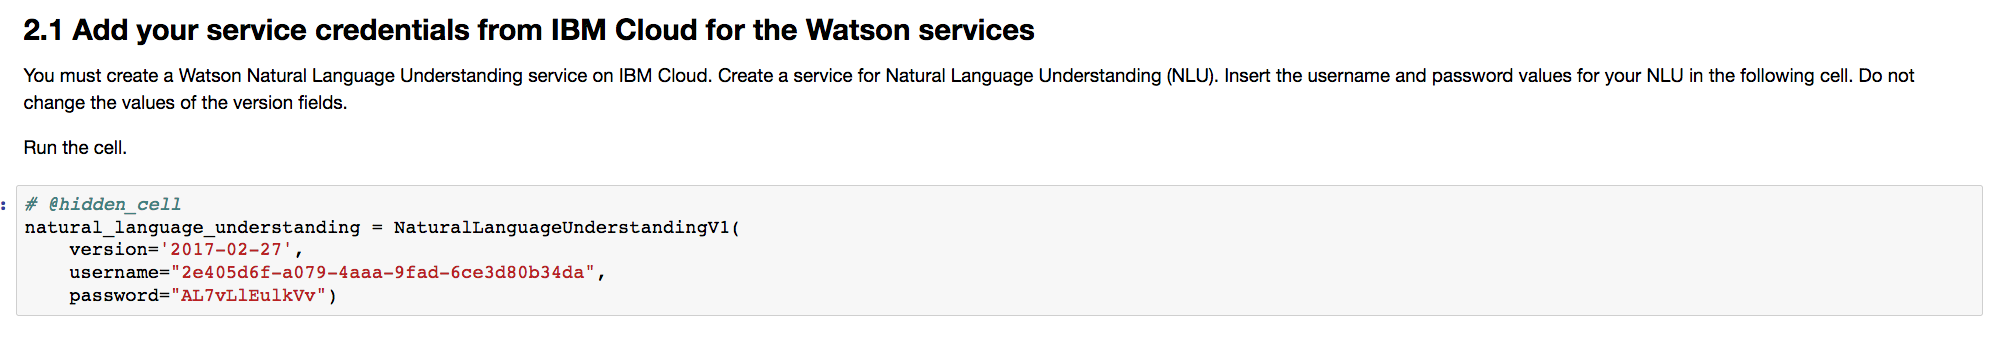 2.1 Add your service credentials from IBM Cloud for the Watson services
You must create a Watson Natural Language Understanding service on IBM Cloud. Create a service for Natural Language Understanding (NLU). Insert the username and password values for your NLU in the following cell. Do not
change the values of the version fields.
Run the cell.
: # @hidden_cell
natural_language_understanding = NaturalLanguageUnderstandingV1(
    version='2017-02-27',
    username="2e405d6f-a079-4aaa-9fad-6ce3d80b34da",
    password="AL7vLlEulkVv")